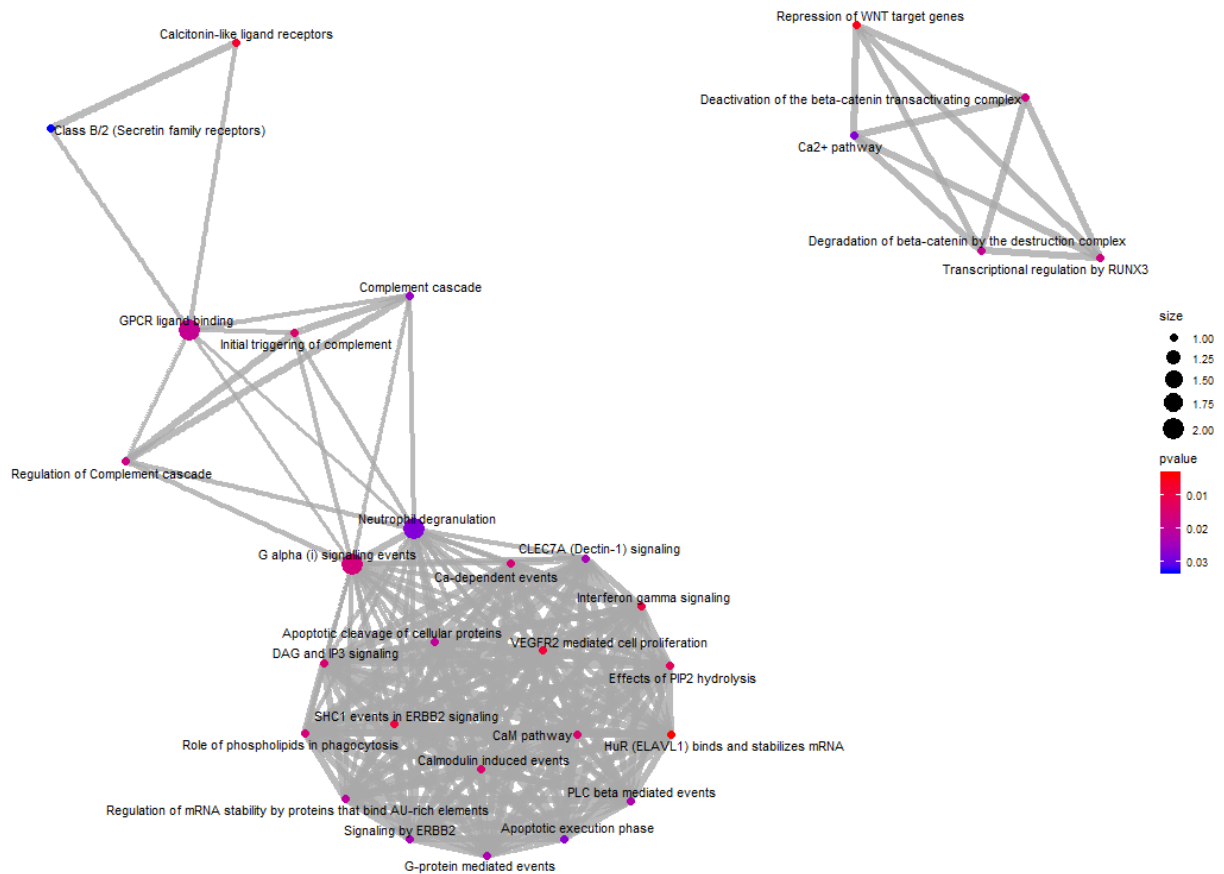 Repression of WNT target genes
Calcitonin-like ligand receptors
Deactivation of the beta-catenin transactivating complex
Class B/2 (Secretin family receptors)
Ca2+ pathway
Degradation of beta-catenin by the destruction complex
Transcriptional regulation by RUNX3
Complement cascade
GPCR ligand binding
Initial triggering of complement
size
1.00
1.25
1.50
1.75
2.00
pvalue
0.01
0.02
0.03
Regulation of Complement cascade
Neutrophil degranulation
G alpha (i) signalling events
CLEC7A (Dectin-1) signaling
Ca-dependent events
Interferon gamma signaling
Apoptotic cleavage of cellular proteins
VEGFR2 mediated cell proliferation
DAG and IP3 signaling
Effects of PIP2 hydrolysis
SHC1 events in ERBB2 signaling
CaM pathway
Role of phospholipids in phagocytosis
HuR (ELAVL1) binds and stabilizes mRNA
Calmodulin induced events
PLC beta mediated events
Regulation of mRNA stability by proteins that bind AU-rich elements
Signaling by ERBB2
Apoptotic execution phase
G-protein mediated events